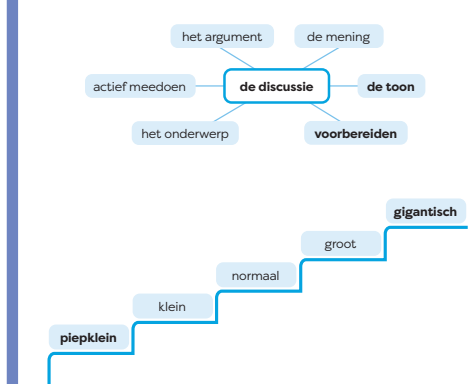 het argument
de mening
actief meedoen
de discussie
de toon
het onderwerp
voorbereiden
gigantisch
groot
normaal
klein
piepklein